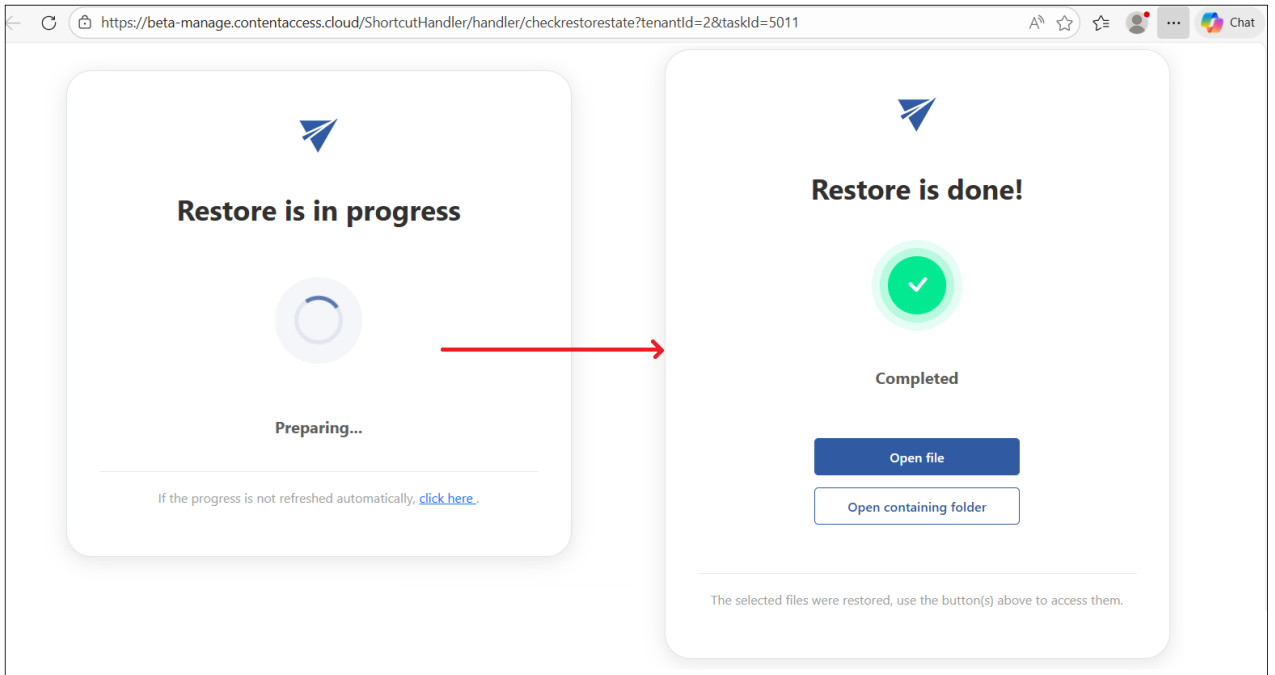 https://beta-manage.contentaccess.cloud/ShortcutHandler/handler/checkrestorestate?tenantId=2&taskId=5011
Chat
Restore is in progress
Preparing...
If the progress is not refreshed automatically, click here .
Restore is done!
Completed
Open file
Open containing folder
The selected files were restored, use the button(s) above to access them.